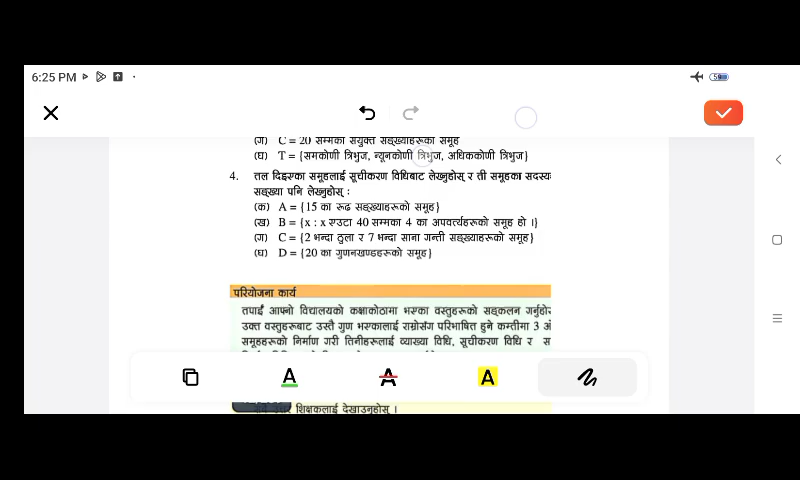 6:25 PM
59
(ग) C = 20 सम्मका संयुक्त सङ्ख्याहरूको समूह
(घ) T = {समकोणी त्रिभुज, न्यूनकोणी त्रिभुज, अधिककोणी त्रिभुज}
4. तल दिइएका समूहलाई सूचीकरण विधिबाट लेख्नुहोस् र ती समूहका सदस्य
सङ्ख्या पनि लेख्नुहोस् :
(क) A = {15 का रूढ सङ्ख्याहरूको समूह}
(ख) B = {x : x एउटा 40 सम्मका 4 का अपवर्त्यहरूको समूह हो ।}
(ग) C = {2 भन्दा ठुला र 7 भन्दा साना गन्ती सङ्ख्याहरूको समूह}
(घ) D = {20 का गुणनखण्डहरूको समूह}
परियोजना कार्य
तपाईं आफ्नो विद्यालयको कक्षाकोठामा भएका वस्तुहरूको सङ्कलन गर्नुहोस
उक्त वस्तुहरूबाट उस्तै गुण भएकालाई राम्रोसँग परिभाषित हुने कम्तीमा 3 ओ
समूहहरूको निर्माण गरी तिनीहरूलाई व्याख्या विधि, सूचीकरण विधि र स
A
A
A
शिक्षकलाई देखाउनुहोस् ।